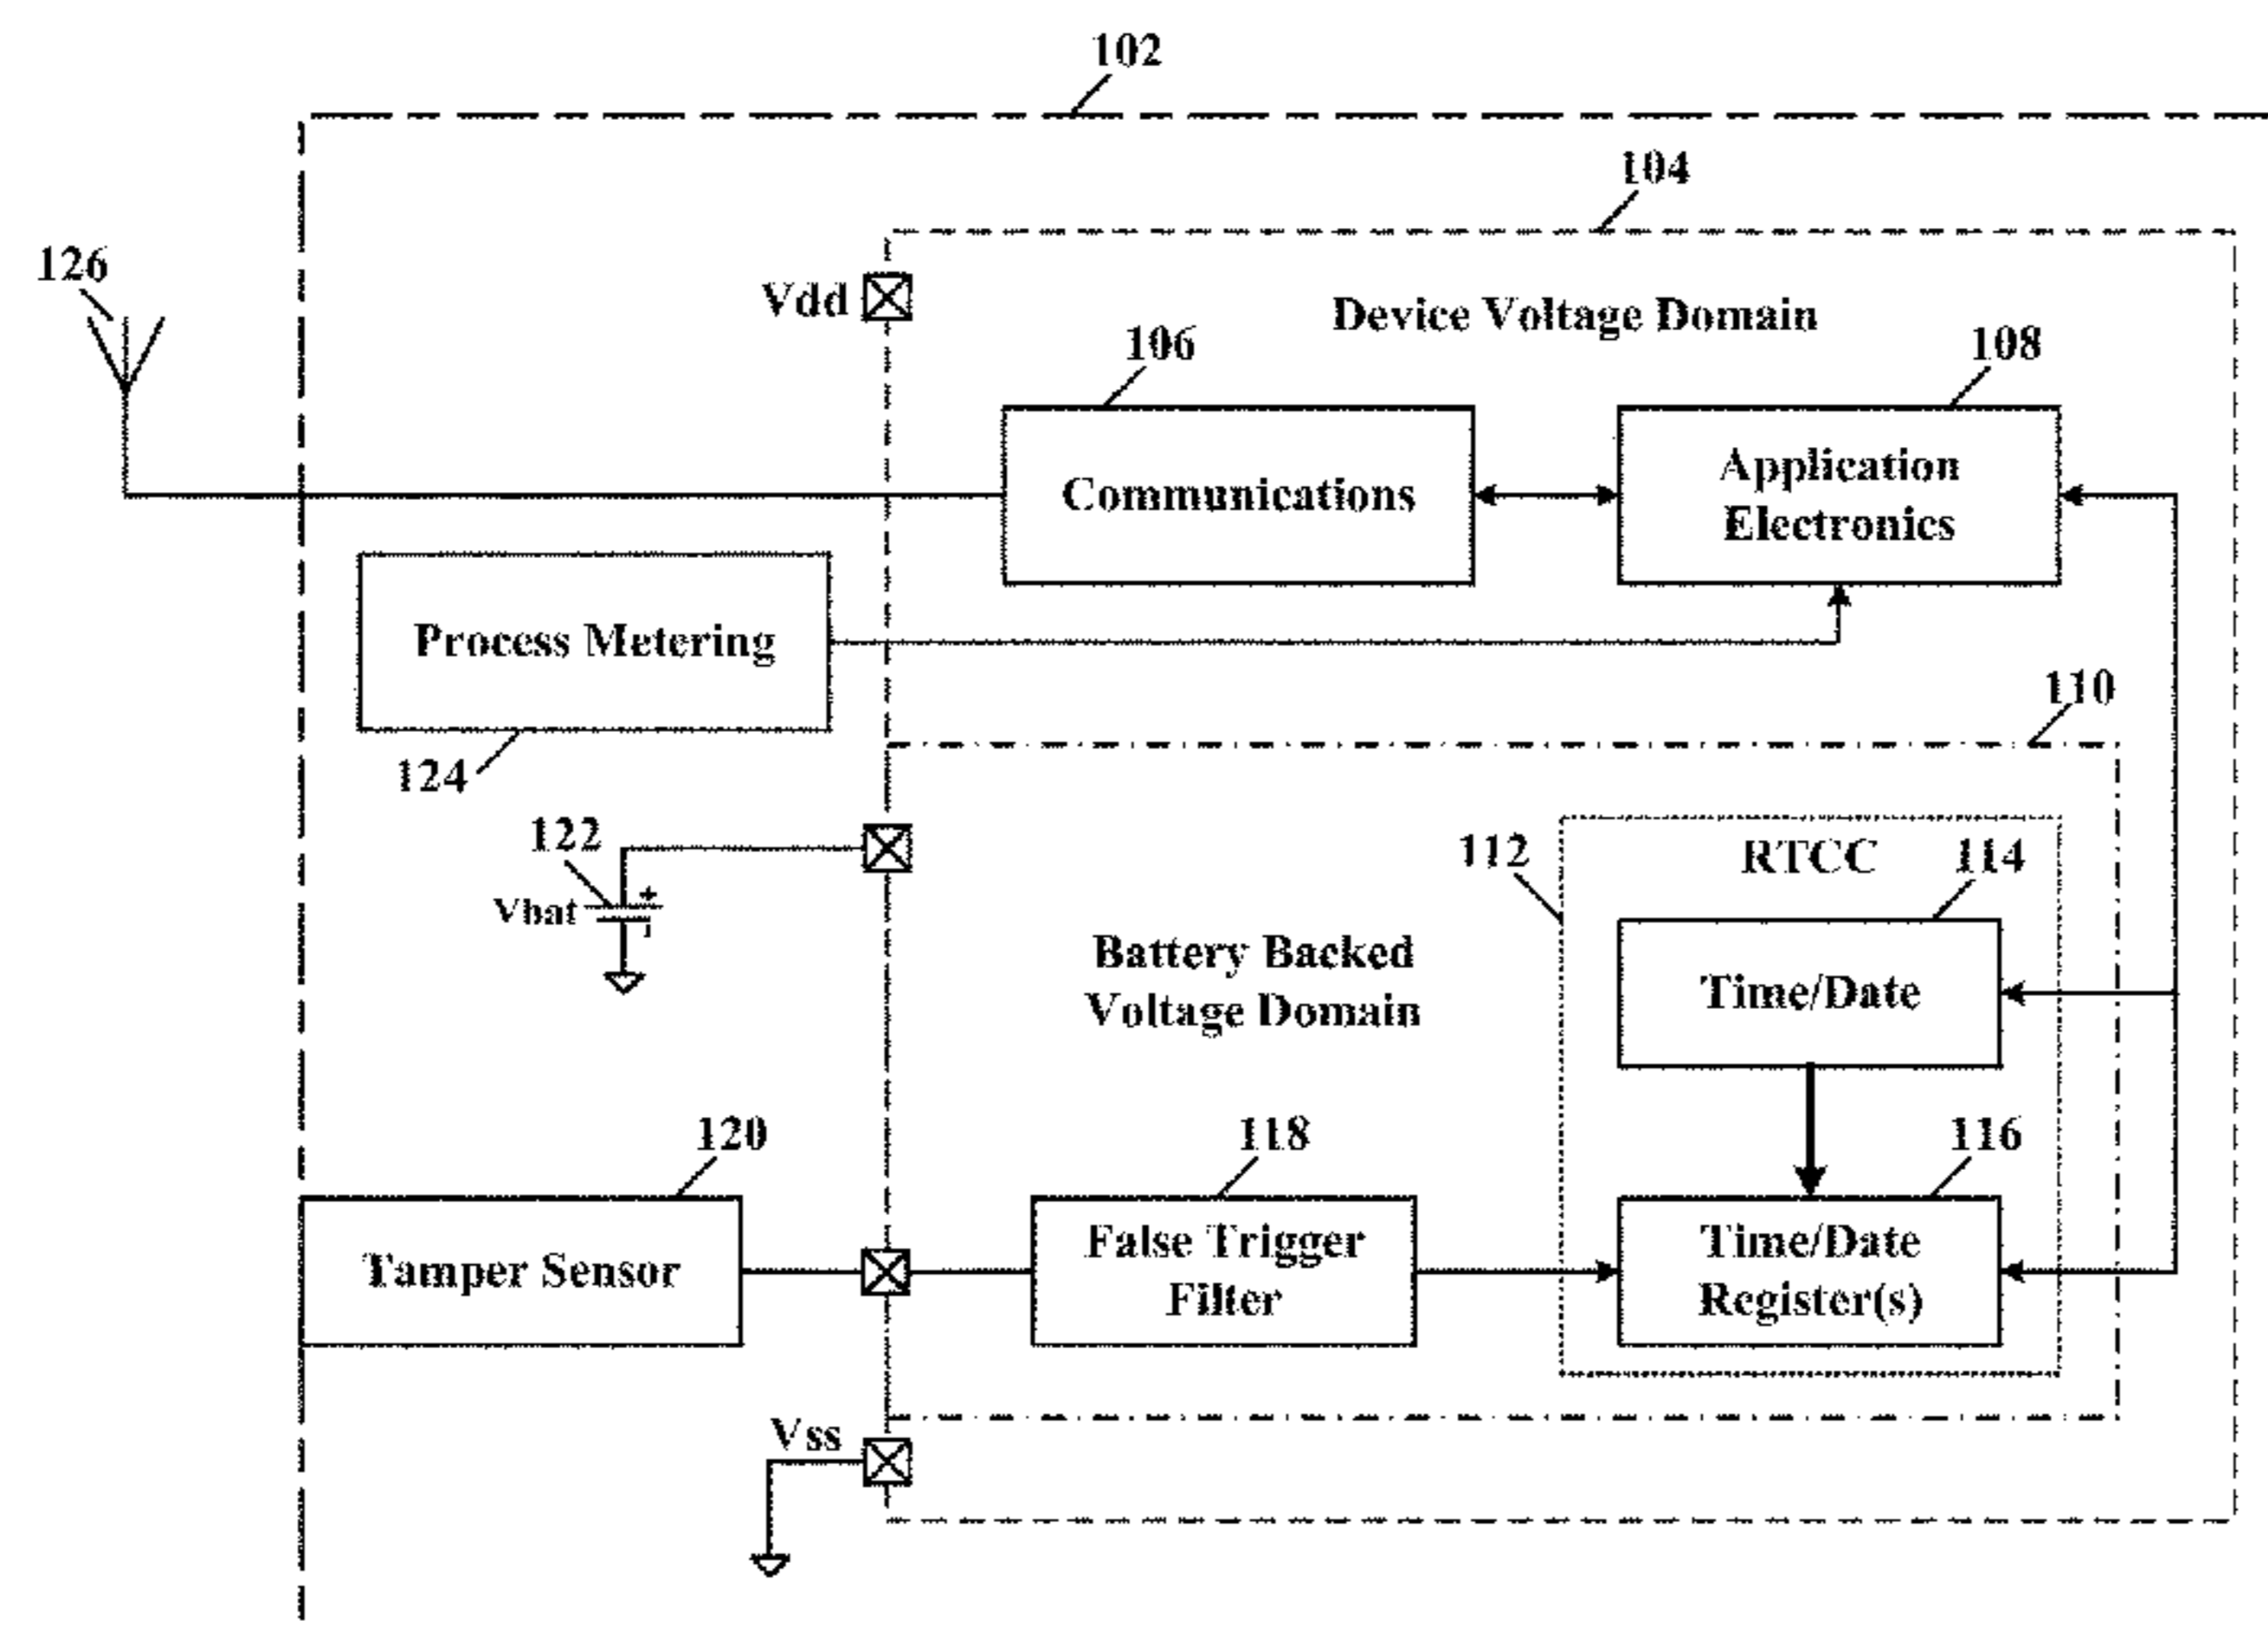 102
104
126
Vdd
Device Voltage Domain
106
108
Communications
Application
Electronics
Process Metering
124
110
122
Vbat
+
-
112
RTCC
114
Battery Backed
Voltage Domain
Time/Date
120
118
116
Tamper Sensor
False Trigger
Filter
Time/Date
Register(s)
Vss